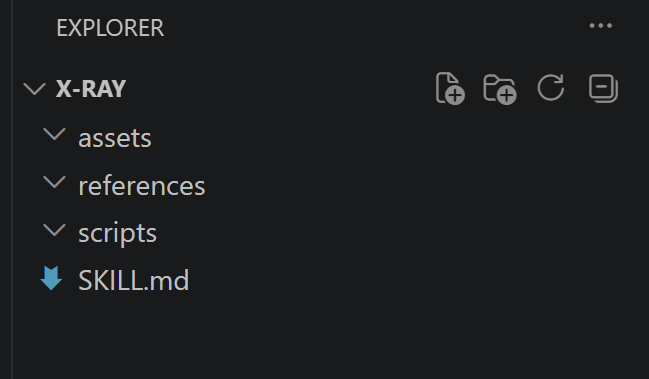 EXPLORER
X-RAY
assets
references
scripts
SKILL.md